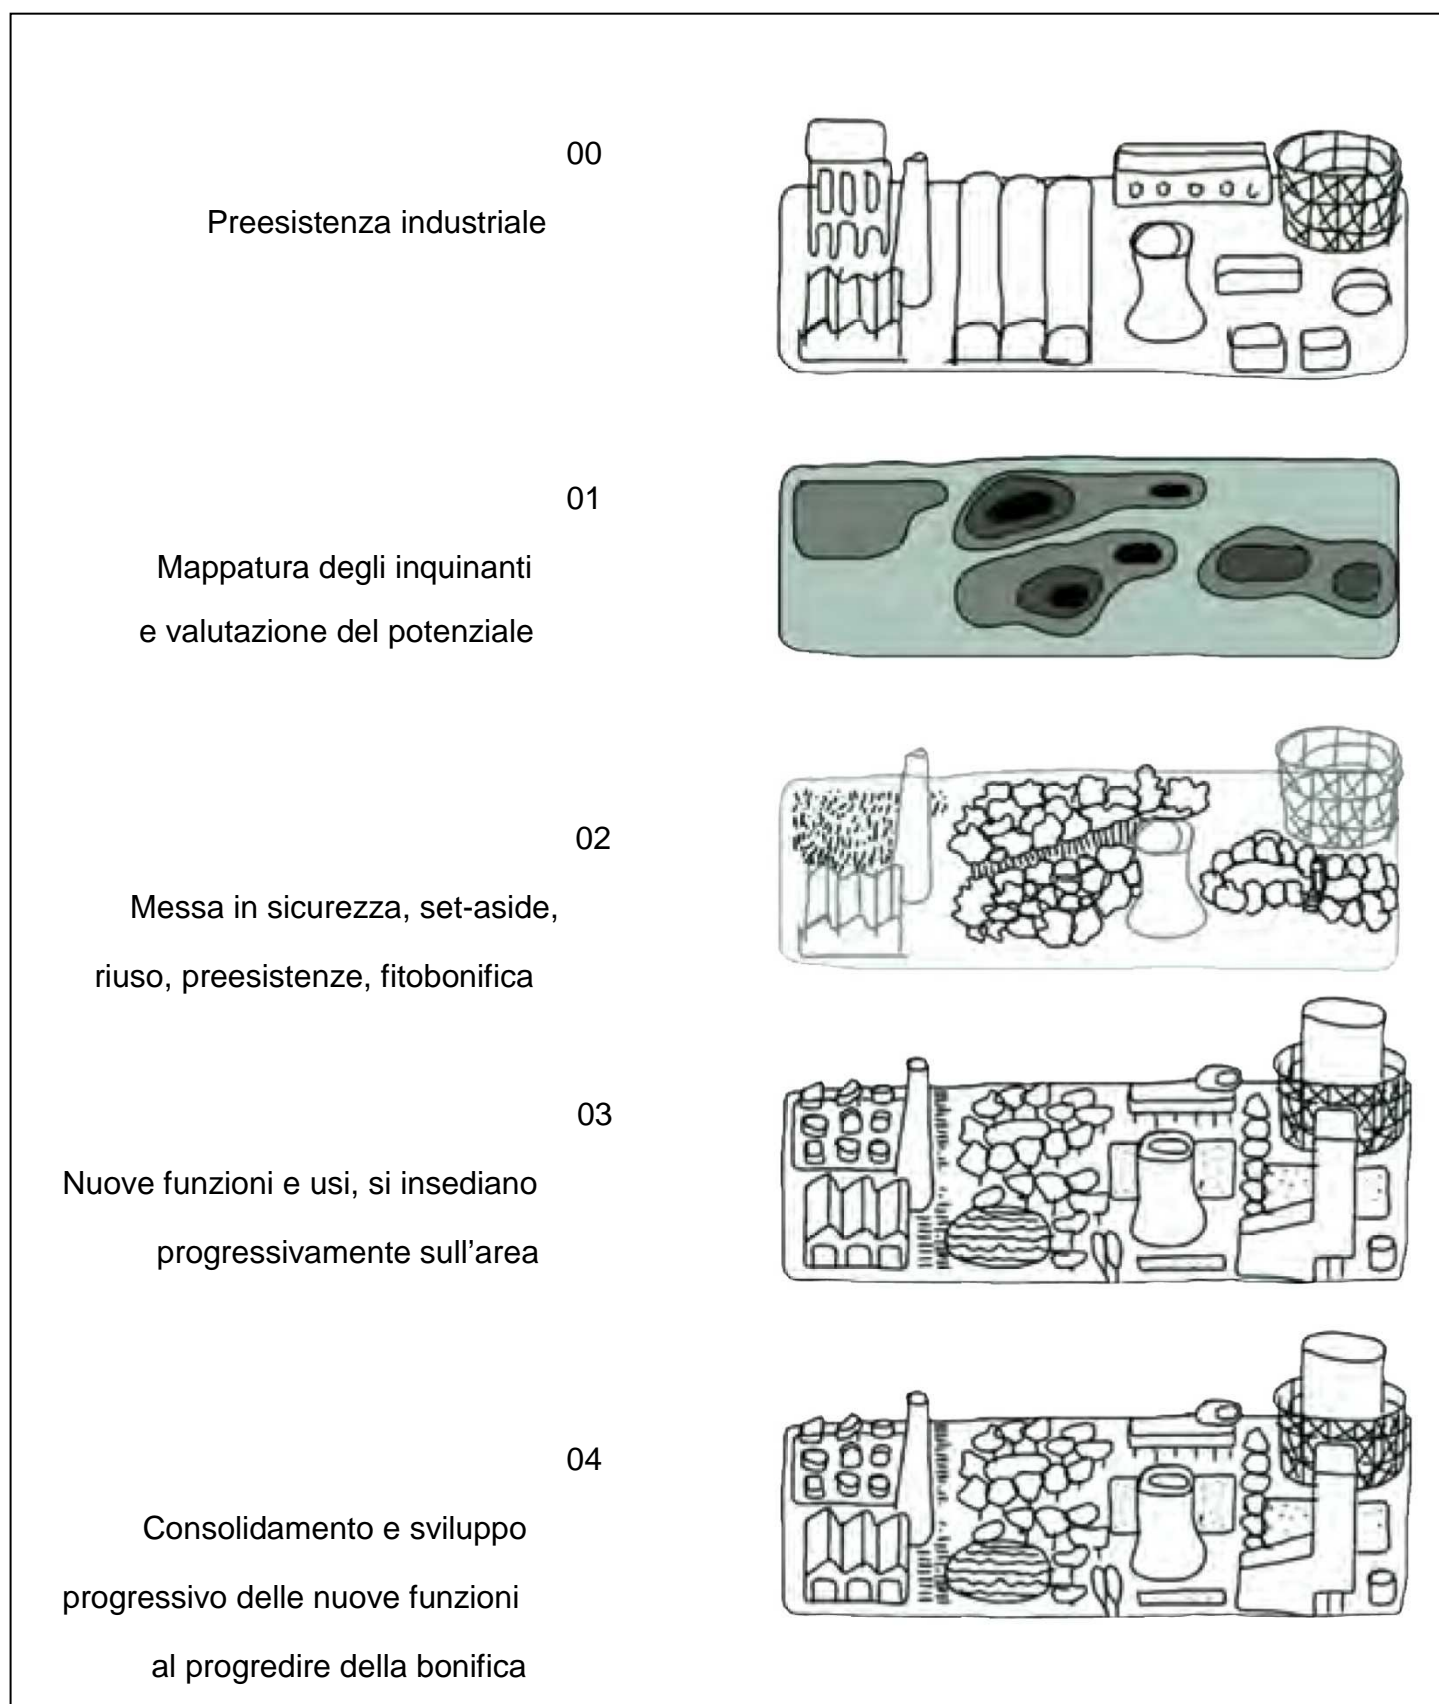 00
Preesistenza industriale
01
Mappatura degli inquinanti
e valutazione del potenziale
02
Messa in sicurezza, set-aside,
riuso, preesistenze, fitobonifica
03
Nuove funzioni e usi, si insediano
progressivamente sull’area
04
Consolidamento e sviluppo
progressivo delle nuove funzioni
al progredire della bonifica